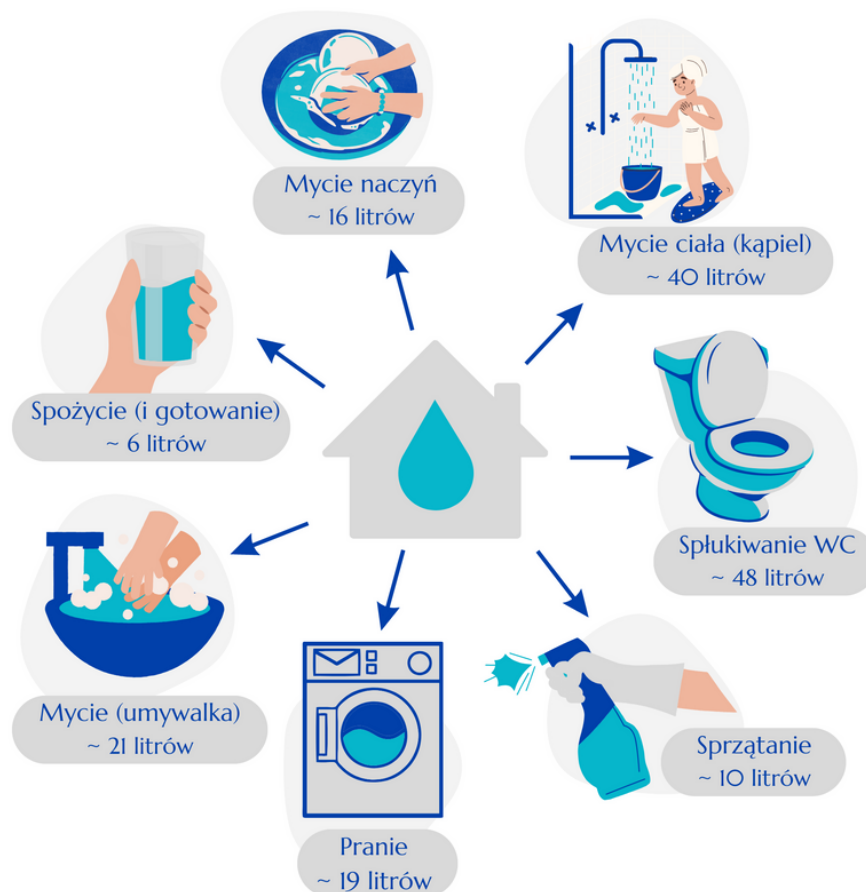 Mycie naczyń
~ 16 litrów
Mycie ciała (kąpiel)
~ 40 litrów
Spożycie (i gotowanie)
~ 6 litrów
Spłukiwanie WC
~ 48 litrów
Mycie (umywalka)
~ 21 litrów
Sprzątanie
~ 10 litrów
Pranie
~ 19 litrów